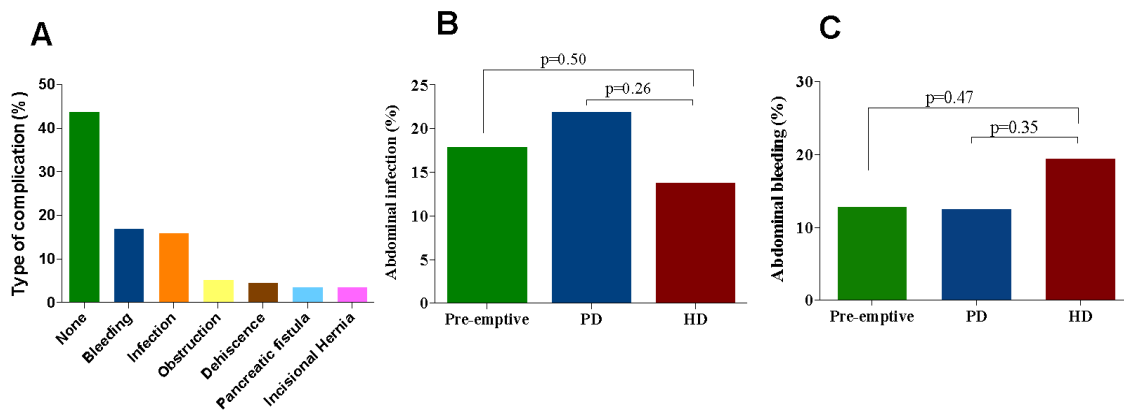 A
Type of complication (%)
50
40
30
20
10
0
None
Bleeding
Infection
Obstruction
Dehiscence
Pancreatic fistula
Incisional Hernia
B
Abdominal infection (%)
25
20
15
10
5
0
p=0.50
p=0.26
Pre-emptive
PD
HD
C
Abdominal bleeding (%)
30
20
10
0
p=0.47
p=0.35
Pre-emptive
PD
HD